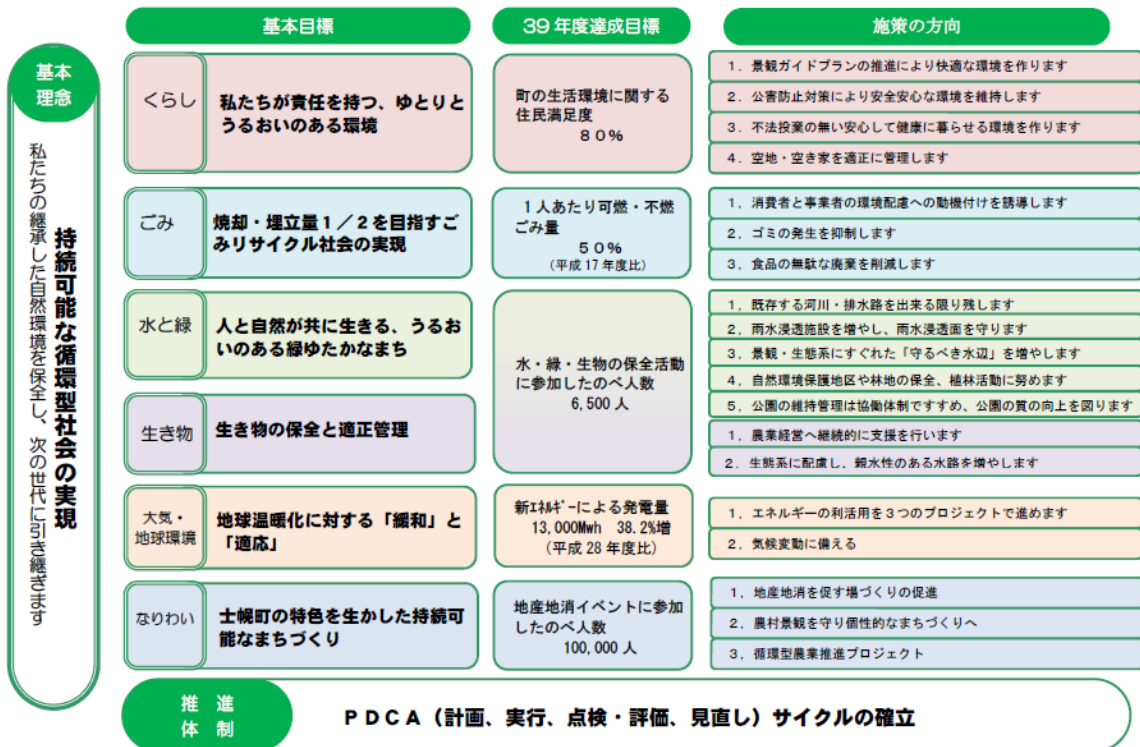 基本目標
39年度達成目標
施策の方向
基本
理念
持続可能な循環型社会の実現
私たちの継承した自然環境を保全し、次の世代に引き継ぎます
くらし
私たちが責任を持つ、ゆとりと
うるおいのある環境
町の生活環境に関する
住民満足度
80%
1．景観ガイドプランの推進により快適な環境を作ります
2．公害防止対策により安全安心な環境を維持します
3．不法投棄の無い安心して健康に暮らせる環境を作ります
4．空地・空き家を適正に管理します
ごみ
焼却・埋立量1／2を目指すご
みリサイクル社会の実現
1人あたり可燃・不燃
ごみ量
50%
(平成17年度比)
1．消費者と事業者の環境配慮への動機付けを誘導します
2．ゴミの発生を抑制します
3．食品の無駄な廃棄を削減します
水と緑
人と自然が共に生きる、うるお
いのある緑ゆたかなまち
水・緑・生物の保全活動
に参加したのべ人数
6,500人
1．既存する河川・排水路を出来る限り残します
2．雨水浸透施設を増やし、雨水浸透面を守ります
3．景観・生態系にすぐれた「守るべき水辺」を増やします
4．自然環境保護地区や林地の保全、植林活動に努めます
5．公園の維持管理は協働体制ですすめ、公園の質の向上を図ります
生き物
生き物の保全と適正管理
1．農業経営へ継続的に支援を行います
2．生態系に配慮し、親水性のある水路を増やします
大気・
地球環境
地球温暖化に対する「緩和」と
「適応」
新ｴﾈﾙｷﾞｰによる発電量
13,000Mwh 38.2%増
(平成28年度比)
1．エネルギーの利活用を3つのプロジェクトで進めます
2．気候変動に備える
なりわい
士幌町の特色を生かした持続可
能なまちづくり
地産地消イベントに参加
したのべ人数
100,000人
1．地産地消を促す場づくりの促進
2．農村景観を守り個性的なまちづくりへ
3．循環型農業推進プロジェクト
推進
体制
PDCA（計画、実行、点検・評価、見直し）サイクルの確立